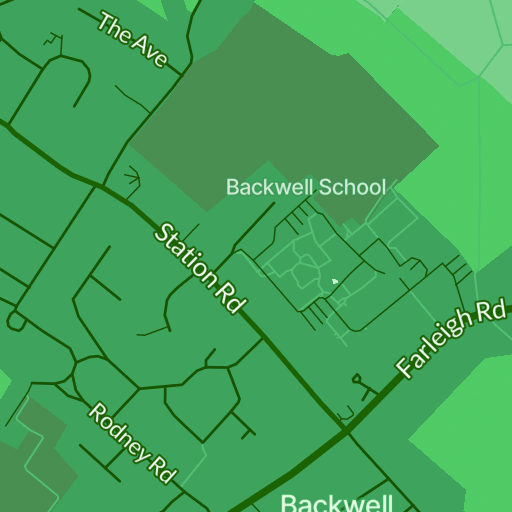 The Ave
Backwell School
Station Rd
Farleigh Rd
Rodney Rd
Backwell